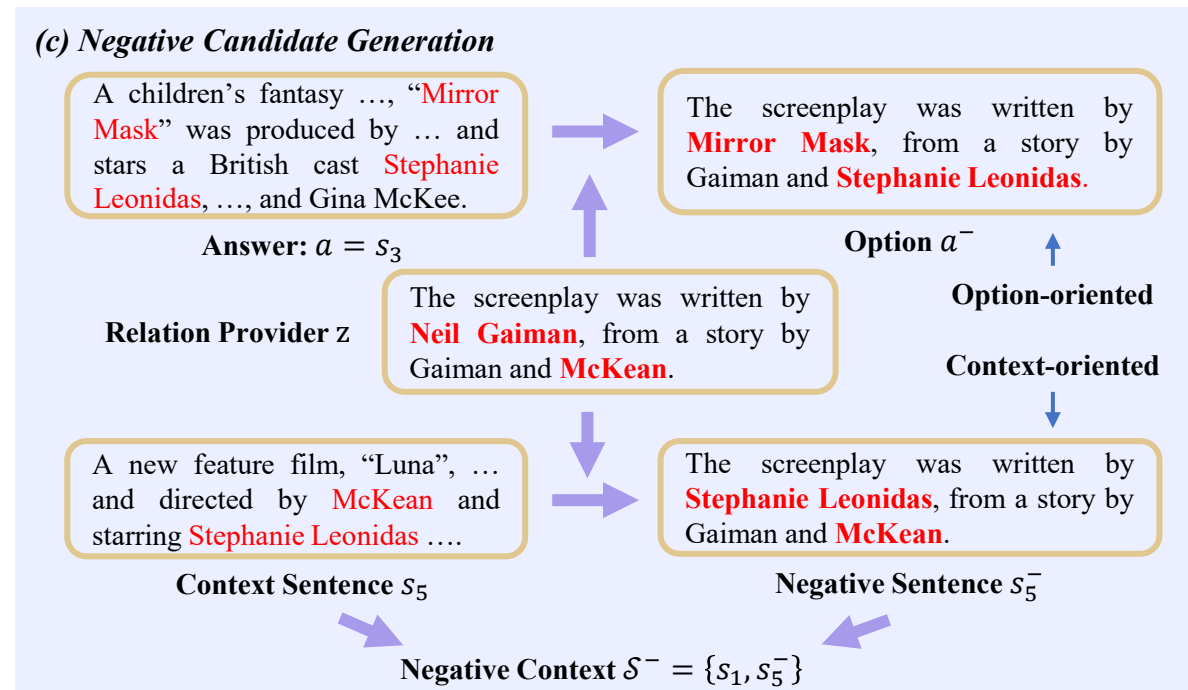 (c) Negative Candidate Generation
A children’s fantasy …, “Mirror
Mask” was produced by … and
stars a British cast Stephanie
Leonidas, …, and Gina McKee.
Answer: a = s₃
The screenplay was written by
Mirror Mask, from a story by
Gaiman and Stephanie Leonidas.
Option a⁻
Option-oriented
Relation Provider z
The screenplay was written by
Neil Gaiman, from a story by
Gaiman and McKean.
Context-oriented
A new feature film, “Luna”, …
and directed by McKean and
starring Stephanie Leonidas ….
Context Sentence s₅
The screenplay was written by
Stephanie Leonidas, from a story by
Gaiman and McKean.
Negative Sentence s₅⁻
Negative Context 𝒮⁻ = {s₁, s₅⁻}